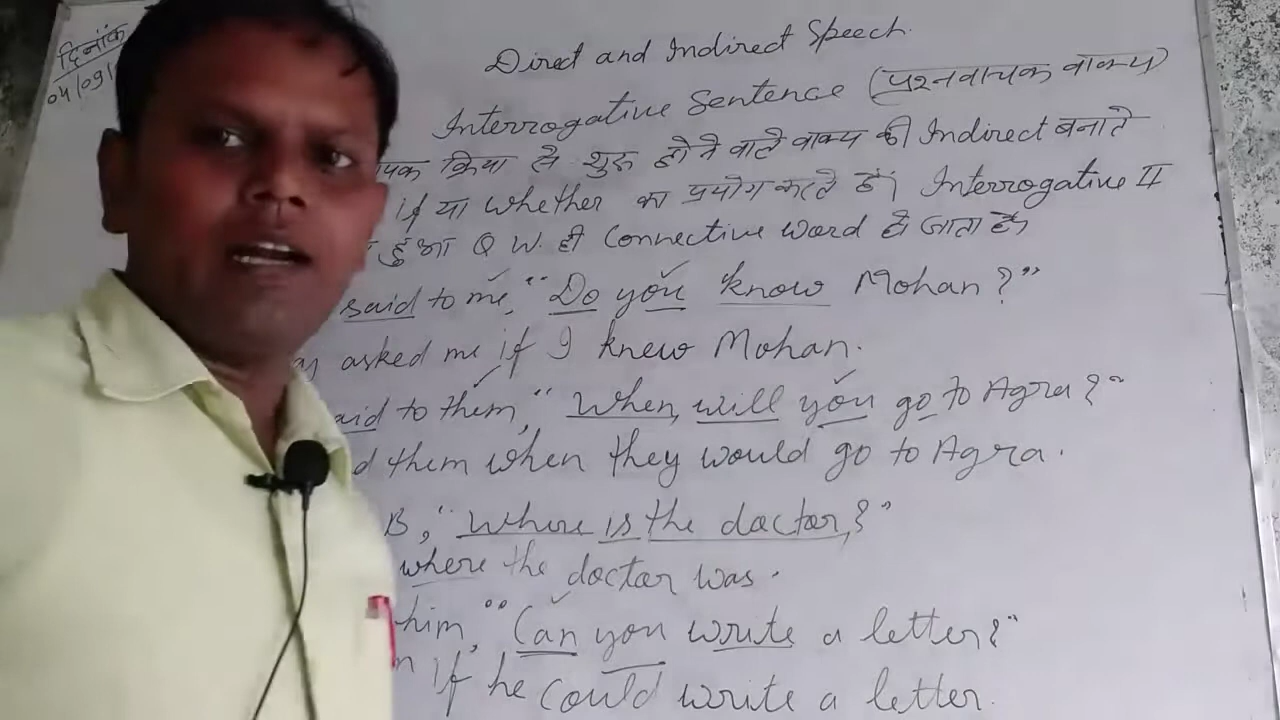 दिनांक
04/09/
Direct and Indirect Speech.
Interrogative Sentence (प्रश्नवाचक वाक्य)
यक क्रिया से शुरू होने वाले वाक्य की Indirect बनाते
if या whether का प्रयोग करते हैं। Interrogative II
हुआ Q W. ही Connective word हो जाता है।
said to me, "Do you know Mohan?"
asked me if I knew Mohan.
aid to them, "When, will you go to Agra?"
d them when they would go to Agra.
B, "Where is the doctor,?"
where the doctor was.
him, "Can you write a letter?"
if he could write a letter.